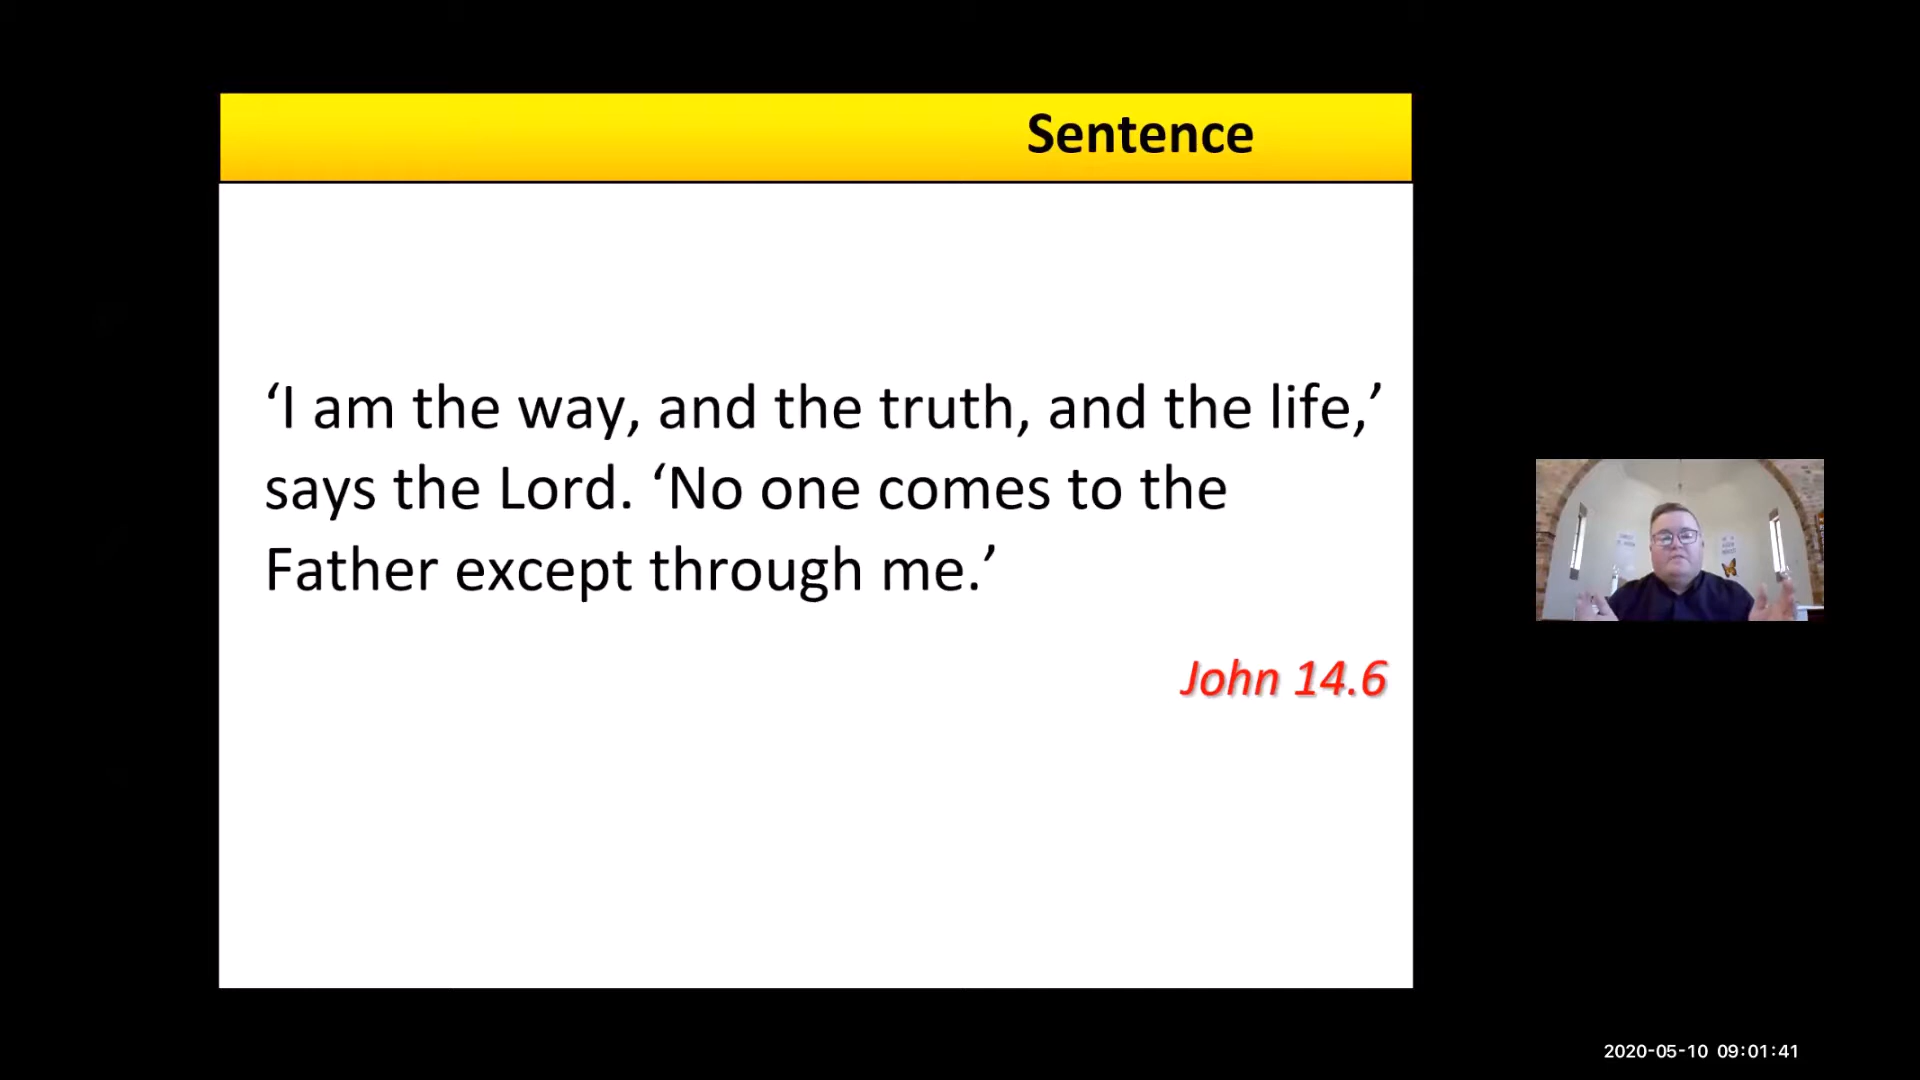 Sentence
‘I am the way, and the truth, and the life,’
says the Lord. ‘No one comes to the
Father except through me.’
John 14.6
2020-05-10 09:01:41